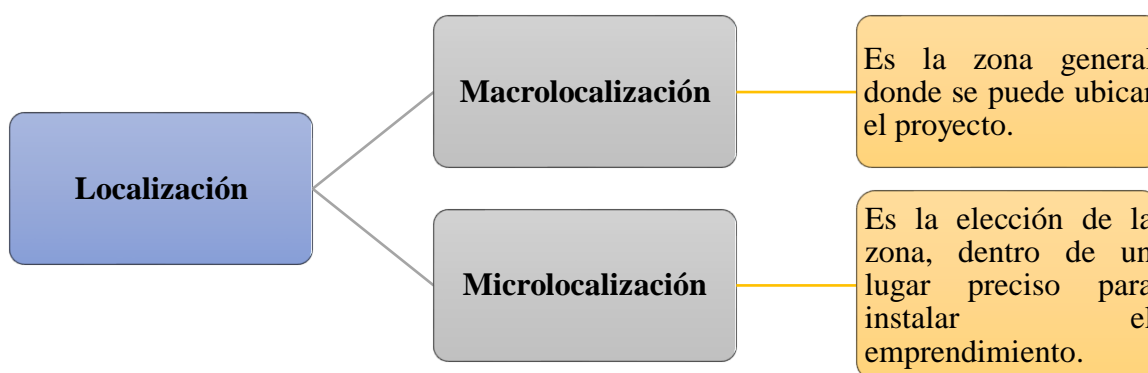 Localización
Macrolocalización
Es la zona general
donde se puede ubicar
el proyecto.
Microlocalización
Es la elección de la
zona, dentro de un
lugar preciso para
instalar el
emprendimiento.